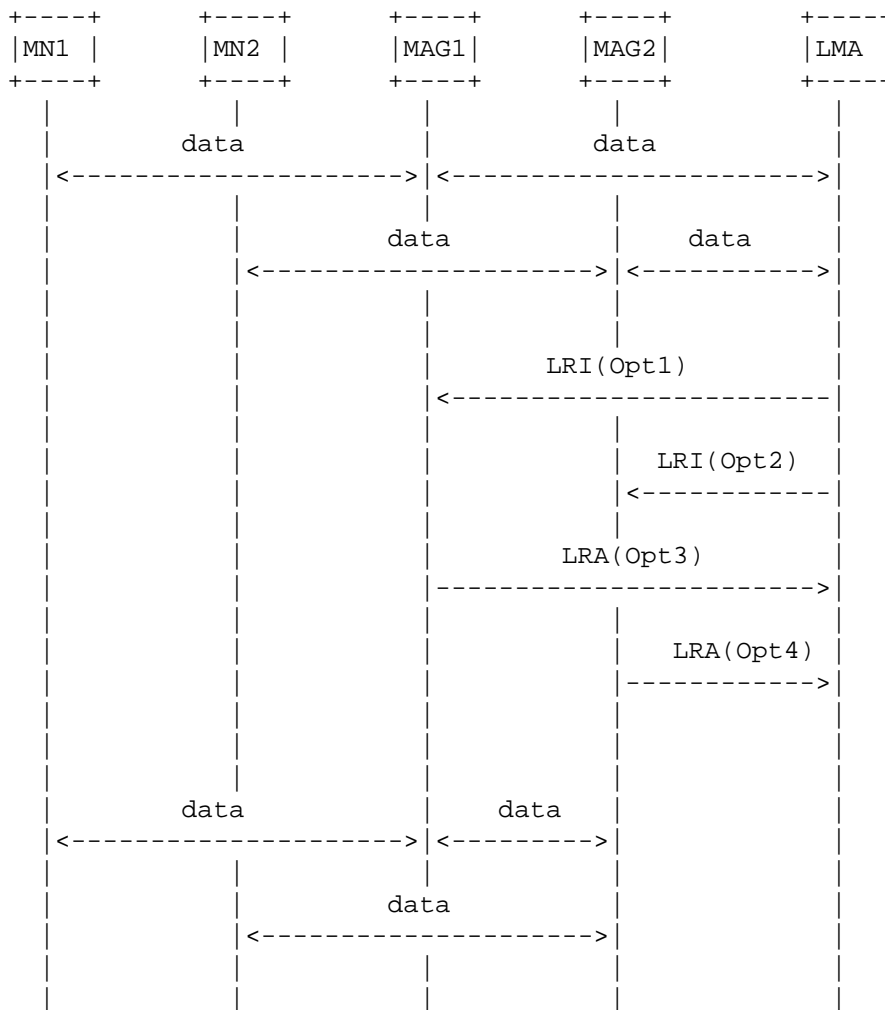 MN1 MN2 MAG1 MAG2 LMA
data data
data data
LRI(Opt1)
LRI(Opt2)
LRA(Opt3)
LRA(Opt4)
data data
data